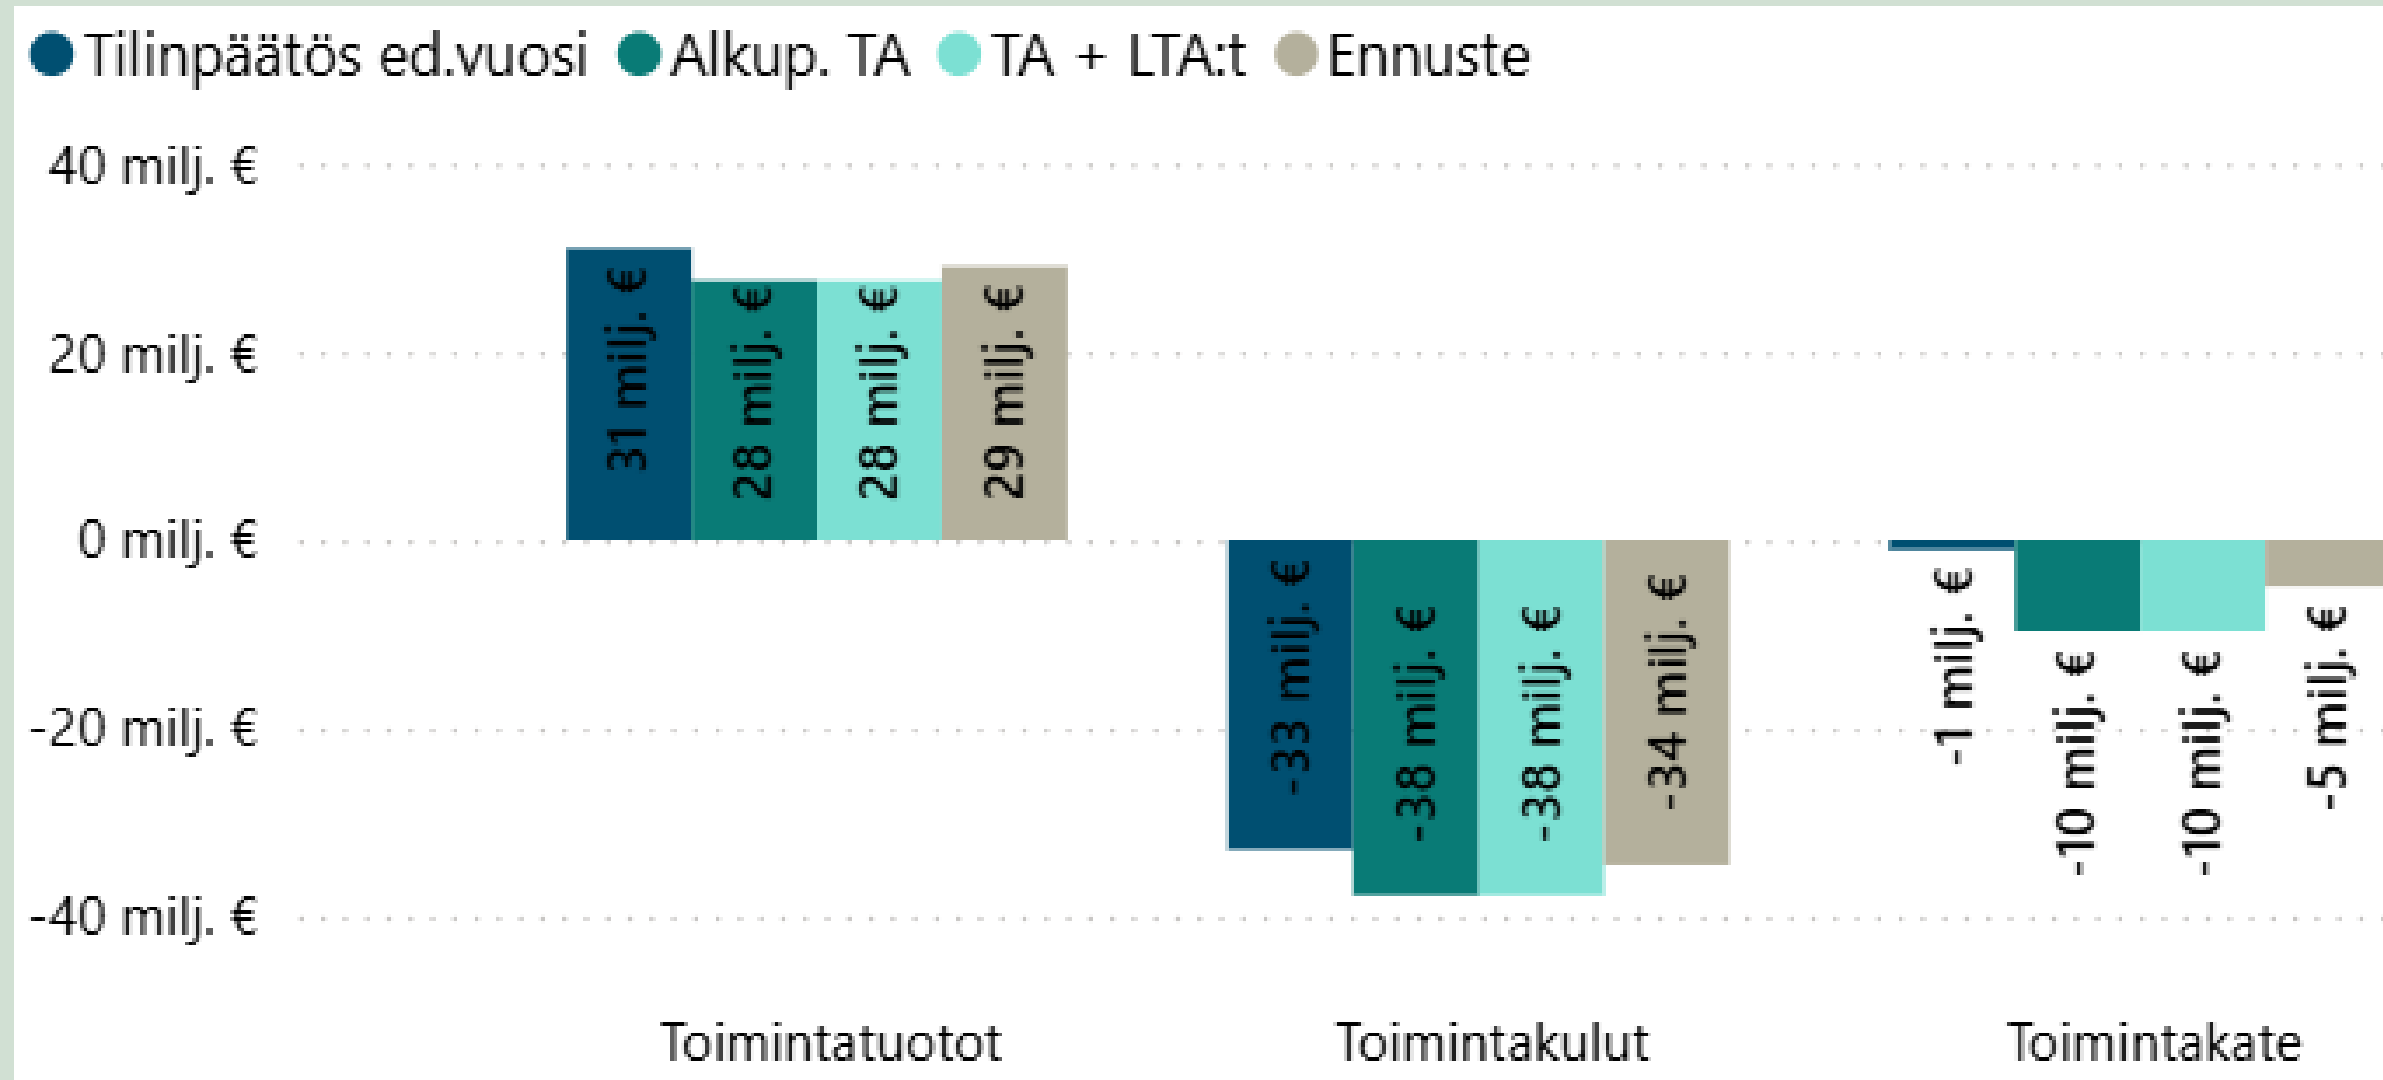 Tilinpäätös ed.vuosi Alkup. TA TA + LTA:t Ennuste
40 milj. €
20 milj. €
0 milj. €
-20 milj. €
-40 milj. €
31 milj. €
28 milj. €
28 milj. €
29 milj. €
-33 milj. €
-38 milj. €
-38 milj. €
-34 milj. €
-1 milj. €
-10 milj. €
-10 milj. €
-5 milj. €
Toimintatuotot
Toimintakulut
Toimintakate